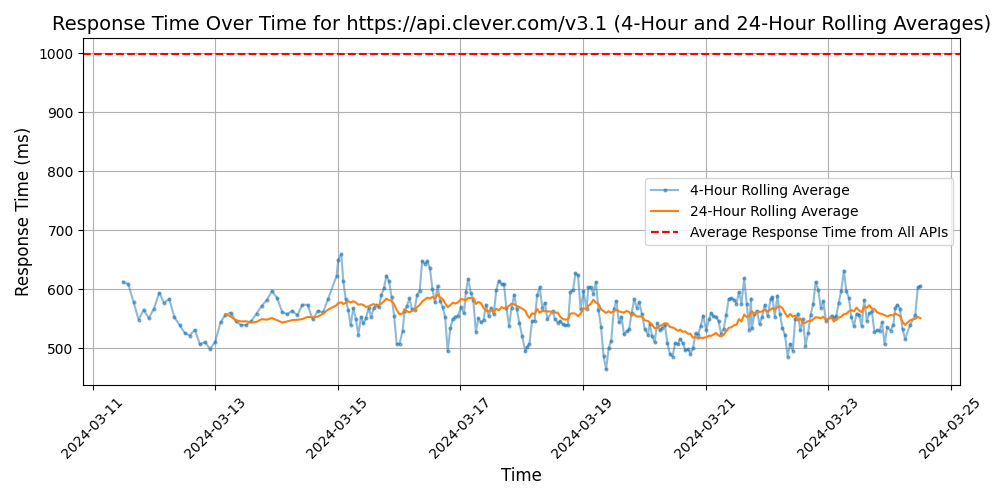 Response Time Over Time for https://api.clever.com/v3.1 (4-Hour and 24-Hour Rolling Averages)
Response Time (ms)
1000
900
800
700
600
500
4-Hour Rolling Average
24-Hour Rolling Average
Average Response Time from All APIs
2024-03-11
2024-03-13
2024-03-15
2024-03-17
2024-03-19
2024-03-21
2024-03-23
2024-03-25
Time